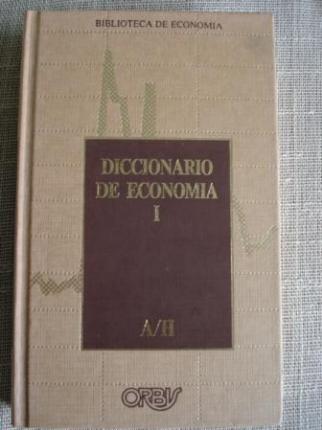 BIBLIOTECA DE ECONOMIA
DICCIONARIO
DE ECONOMIA
I
A/H
ORBIS